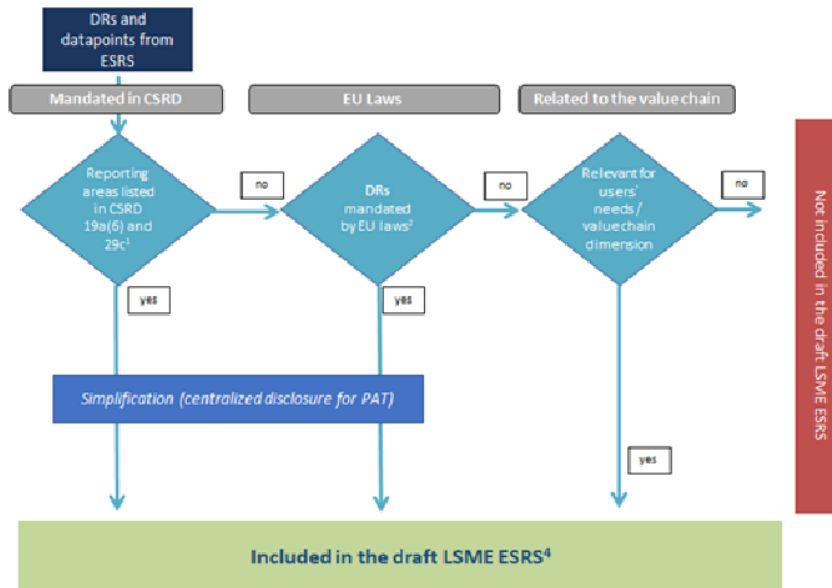 DRs and
datapoints from
ESRS
Mandated in CSRD
EU Laws
Related to the value chain
Reporting
areas listed
in CSRD
19a(6) and
29c¹
no
DRs
mandated
by EU laws²
no
Relevant for
users'
needs /
valuechain
dimension
no
yes
yes
Simplification (centralized disclosure for PAT)
yes
Not included in the draft LSME ESRS
Included in the draft LSME ESRS⁴